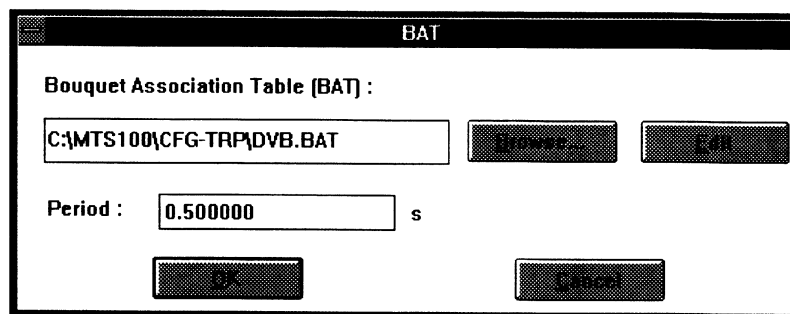 BAT
Bouquet Association Table (BAT) :
C:\MTS100\CFG-TRP\DVB.BAT Browse... Edit
Period : 0.500000 s
OK Cancel